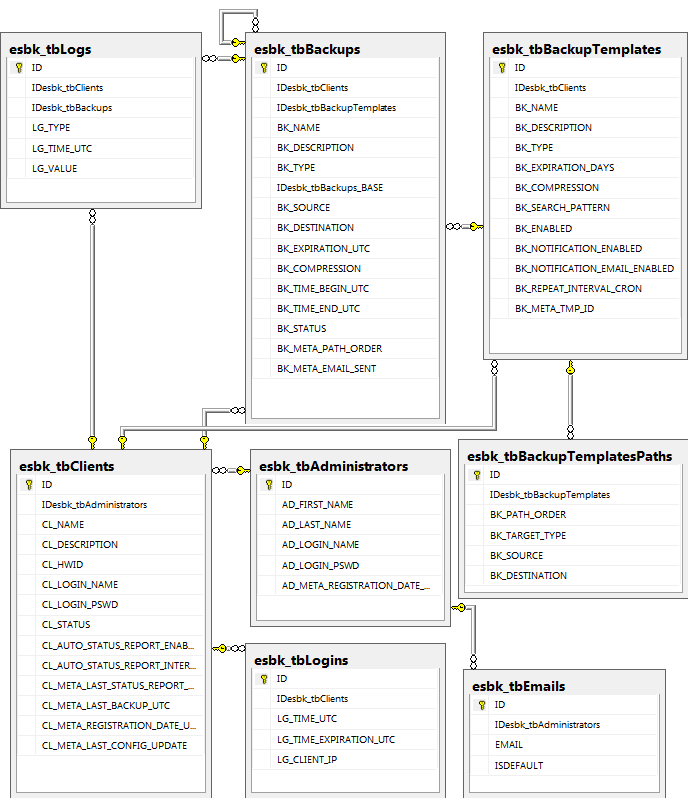 esbk_tbLogs
ID
IDesbk_tbClients
IDesbk_tbBackups
LG_TYPE
LG_TIME_UTC
LG_VALUE
esbk_tbBackups
ID
IDesbk_tbClients
IDesbk_tbBackupTemplates
BK_NAME
BK_DESCRIPTION
BK_TYPE
IDesbk_tbBackups_BASE
BK_SOURCE
BK_DESTINATION
BK_EXPIRATION_UTC
BK_COMPRESSION
BK_TIME_BEGIN_UTC
BK_TIME_END_UTC
BK_STATUS
BK_META_PATH_ORDER
BK_META_EMAIL_SENT
esbk_tbBackupTemplates
ID
IDesbk_tbClients
BK_NAME
BK_DESCRIPTION
BK_TYPE
BK_EXPIRATION_DAYS
BK_COMPRESSION
BK_SEARCH_PATTERN
BK_ENABLED
BK_NOTIFICATION_ENABLED
BK_NOTIFICATION_EMAIL_ENABLED
BK_REPEAT_INTERVAL_CRON
BK_META_TMP_ID
esbk_tbClients
ID
IDesbk_tbAdministrators
CL_NAME
CL_DESCRIPTION
CL_HWID
CL_LOGIN_NAME
CL_LOGIN_PSWD
CL_STATUS
CL_AUTO_STATUS_REPORT_ENAB...
CL_AUTO_STATUS_REPORT_INTER...
CL_META_LAST_STATUS_REPORT_...
CL_META_LAST_BACKUP_UTC
CL_META_REGISTRATION_DATE_U...
CL_META_LAST_CONFIG_UPDATE
esbk_tbAdministrators
ID
AD_FIRST_NAME
AD_LAST_NAME
AD_LOGIN_NAME
AD_LOGIN_PSWD
AD_META_REGISTRATION_DATE_...
esbk_tbBackupTemplatesPaths
ID
IDesbk_tbBackupTemplates
BK_PATH_ORDER
BK_TARGET_TYPE
BK_SOURCE
BK_DESTINATION
esbk_tbLogins
ID
IDesbk_tbClients
LG_TIME_UTC
LG_TIME_EXPIRATION_UTC
LG_CLIENT_IP
esbk_tbEmails
ID
IDesbk_tbAdministrators
EMAIL
ISDEFAULT